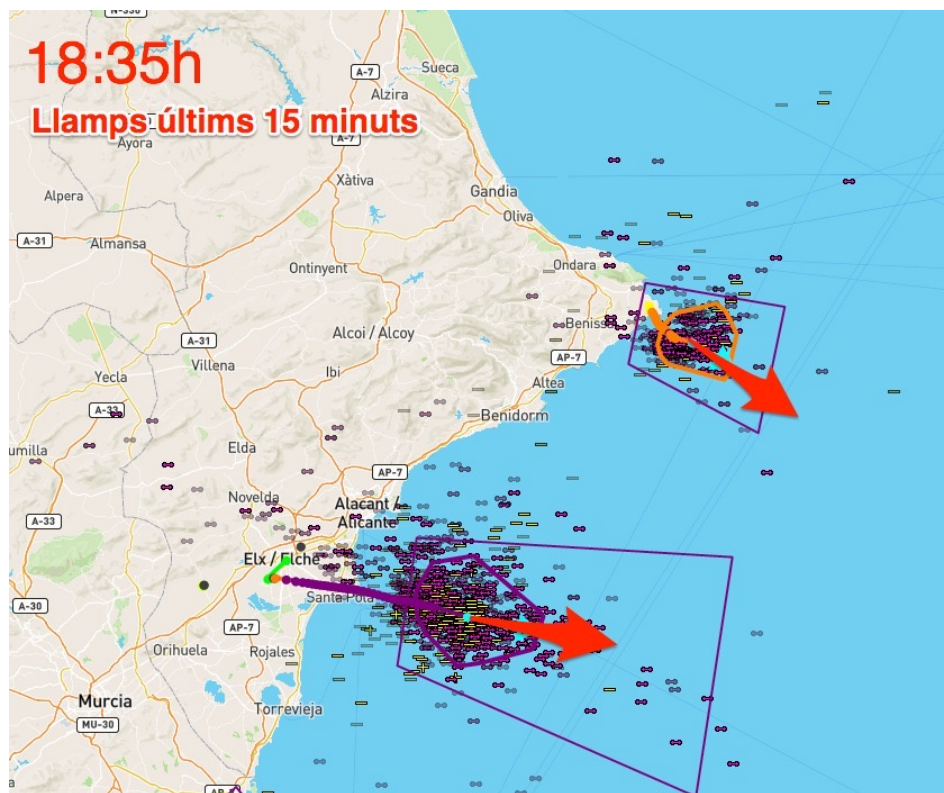 N-330
18:35h
Llamps últims 15 minuts
A-7
Sueca
Alzira
A-7
Ayora
Xàtiva
Alpera
Gandia
Oliva
A-31
Almansa
Ontinyent
Ondara
Alcoi / Alcoy
Benissa
A-31
Villena
Ibi
AP-7
Yecla
Altea
A-33
Benidorm
Elda
umilla
AP-7
Novelda
Alacant /
Alicante
A-33
Elx / Elche
Santa Pola
A-30
AP-7
Orihuela
Rojales
Murcia
Torrevieja
MU-30
AP